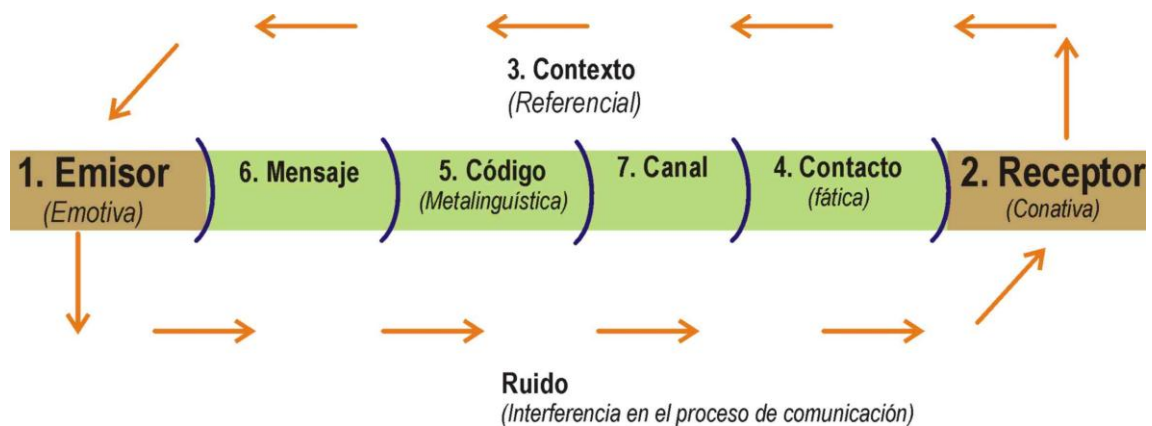 3. Contexto
(Referencial)
1. Emisor
(Emotiva)
6. Mensaje
5. Código
(Metalinguística)
7. Canal
4. Contacto
(fática)
2. Receptor
(Conativa)
Ruido
(Interferencia en el proceso de comunicación)